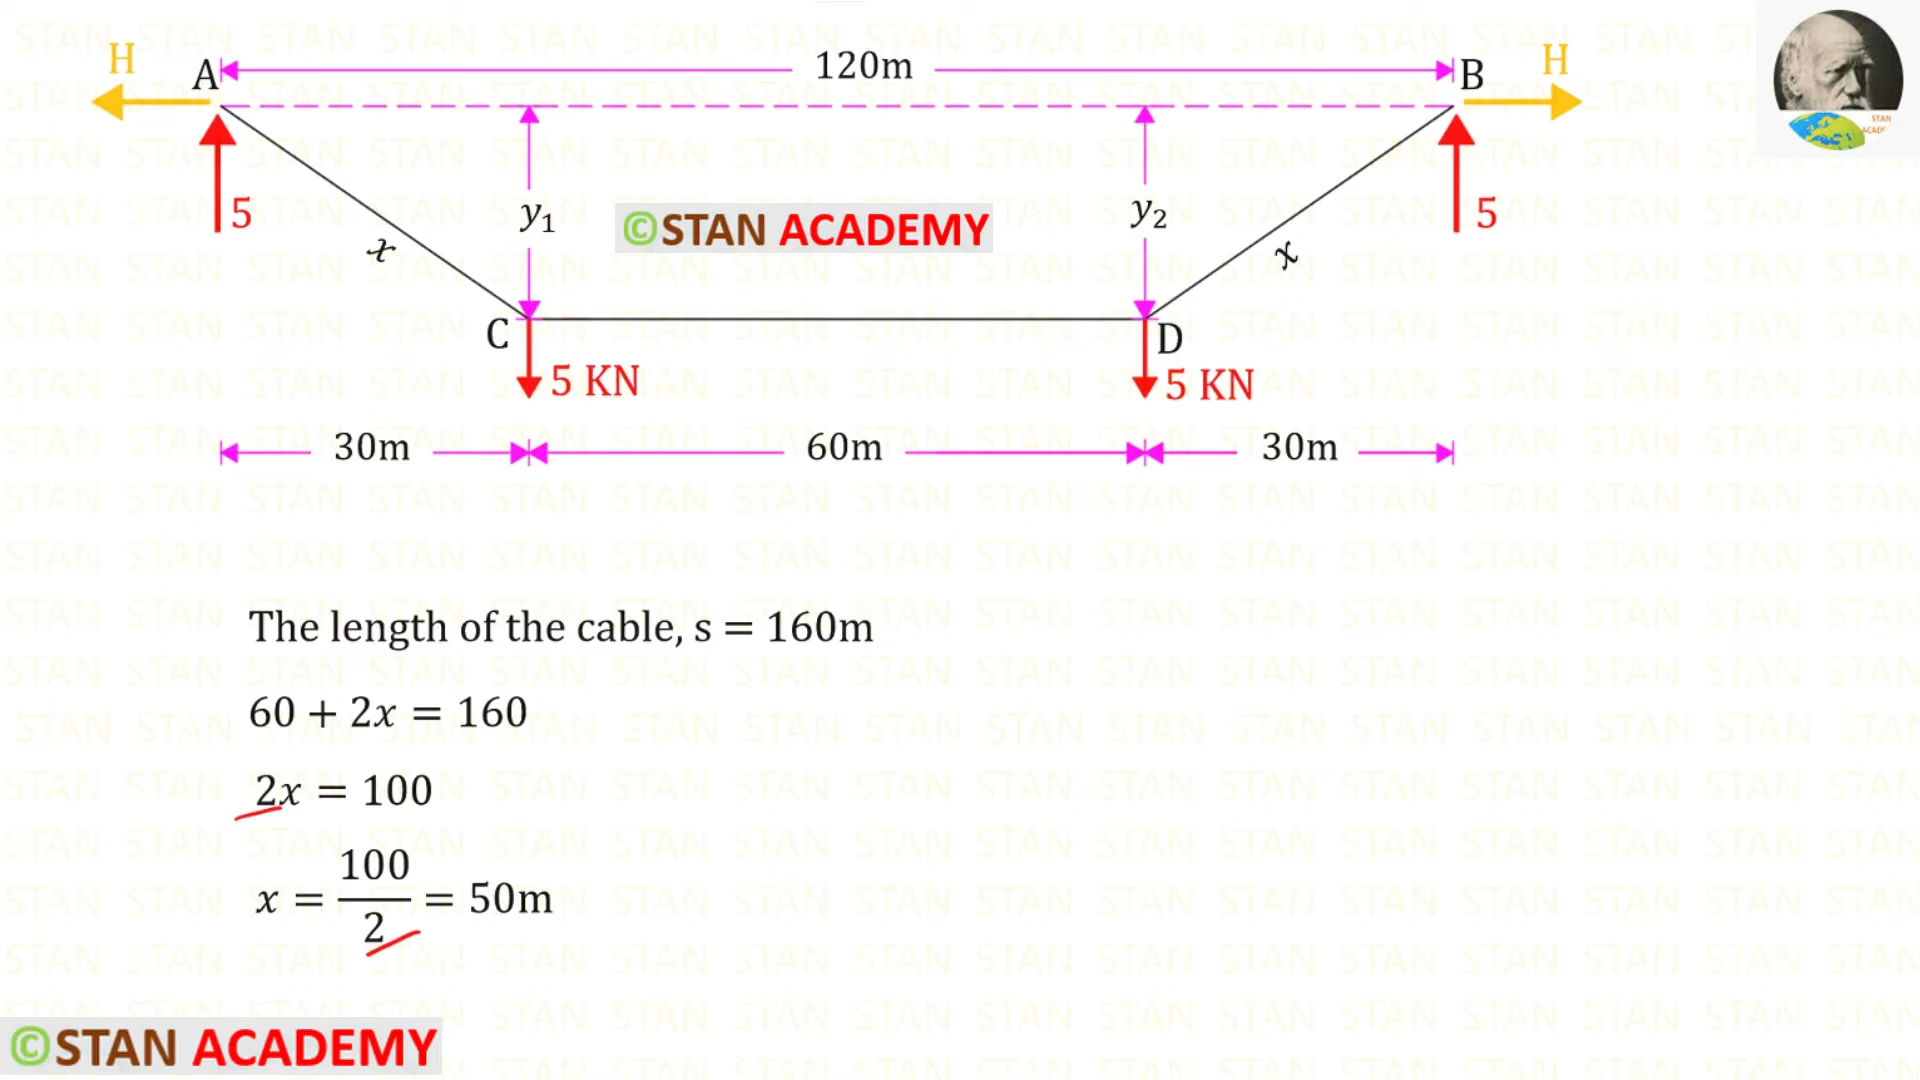 H A 120m B H
5 x y₁ ©STAN ACADEMY y₂ x 5
C D
5 KN 5 KN
30m 60m 30m
The length of the cable, s = 160m
60 + 2x = 160
2x = 100
x = 100/2 = 50m
©STAN ACADEMY
STAN